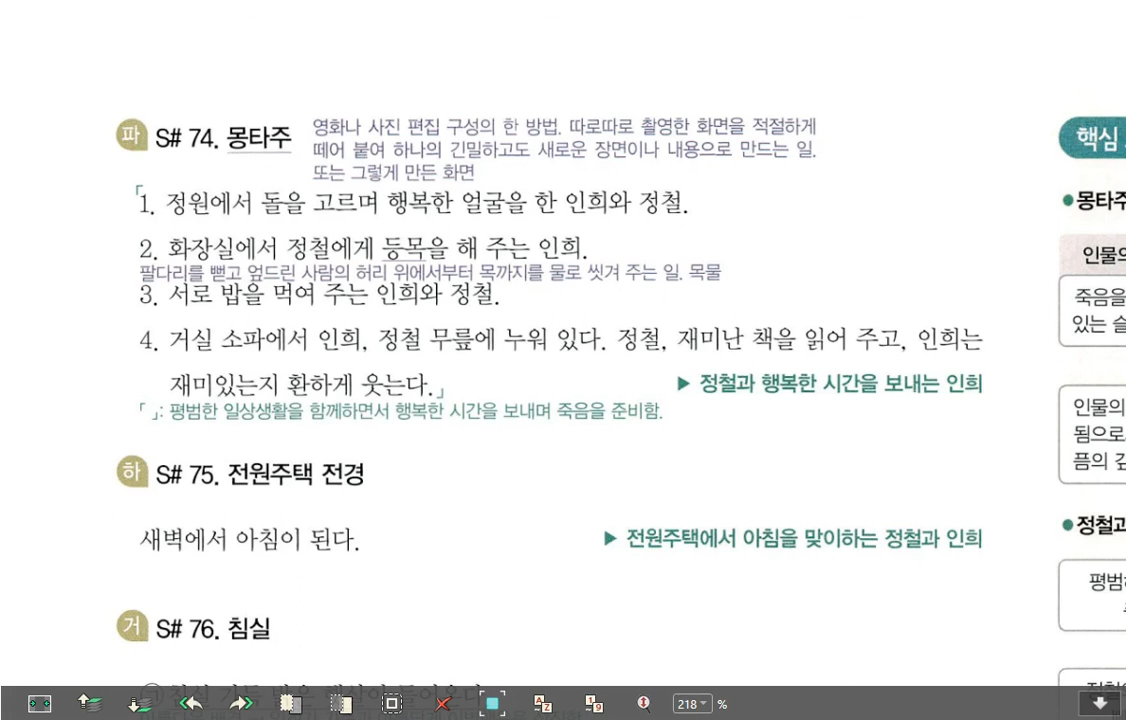 파 S# 74. 몽타주
영화나 사진 편집 구성의 한 방법. 따로따로 촬영한 화면을 적절하게
떼어 붙여 하나의 긴밀하고도 새로운 장면이나 내용으로 만드는 일.
또는 그렇게 만든 화면
「1. 정원에서 돌을 고르며 행복한 얼굴을 한 인희와 정철.
2. 화장실에서 정철에게 등목을 해 주는 인희.
팔다리를 뻗고 엎드린 사람의 허리 위에서부터 목까지를 물로 씻겨 주는 일. 목물
3. 서로 밥을 먹여 주는 인희와 정철.
4. 거실 소파에서 인희, 정철 무릎에 누워 있다. 정철, 재미난 책을 읽어 주고, 인희는
재미있는지 환하게 웃는다.」
▶ 정철과 행복한 시간을 보내는 인희
「 」: 평범한 일상생활을 함께하면서 행복한 시간을 보내며 죽음을 준비함.
하 S# 75. 전원주택 전경
새벽에서 아침이 된다.
▶ 전원주택에서 아침을 맞이하는 정철과 인희
거 S# 76. 침실
핵심
●몽타주
인물의
죽음을
있는 슬
인물의
됨으로
픔의 깊
●정철과
평범한
218 %